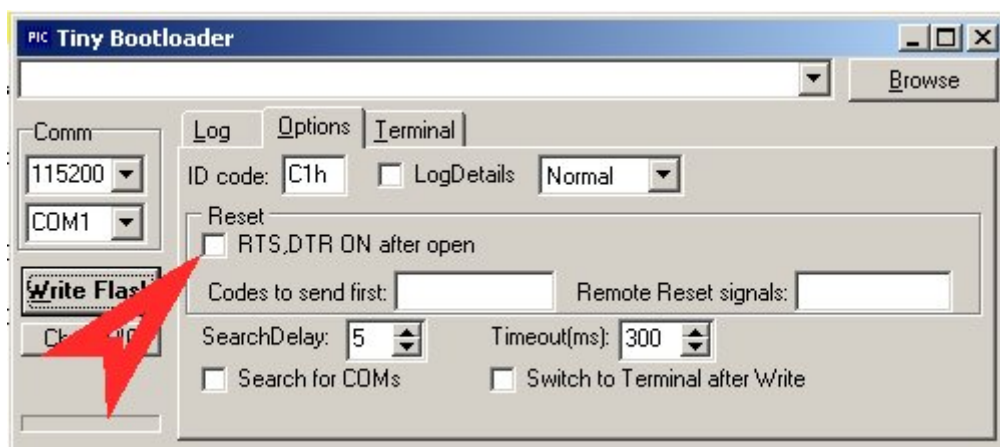 PIC Tiny Bootloader
Browse
Comm
115200
COM1
Write Flash
Log Options Terminal
ID code: C1h LogDetails Normal
Reset
RTS,DTR ON after open
Codes to send first: Remote Reset signals:
SearchDelay: 5 Timeout(ms): 300
Search for COMs Switch to Terminal after Write